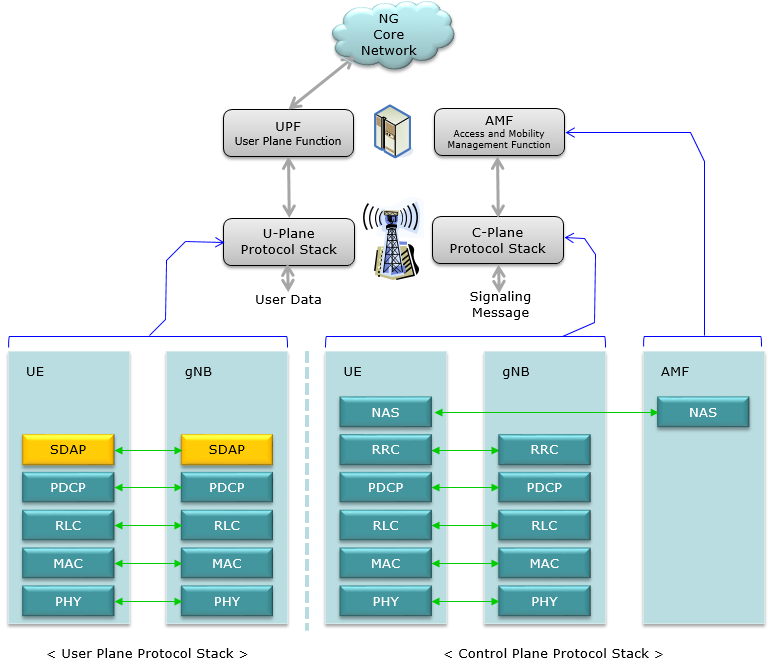 NG
Core
Network
UPF
User Plane Function
AMF
Access and Mobility
Management Function
U-Plane
Protocol Stack
C-Plane
Protocol Stack
User Data
Signaling
Message
UE
gNB
SDAP
SDAP
PDCP
PDCP
RLC
RLC
MAC
MAC
PHY
PHY
< User Plane Protocol Stack >
UE
gNB
AMF
NAS
NAS
RRC
RRC
PDCP
PDCP
RLC
RLC
MAC
MAC
PHY
PHY
< Control Plane Protocol Stack >